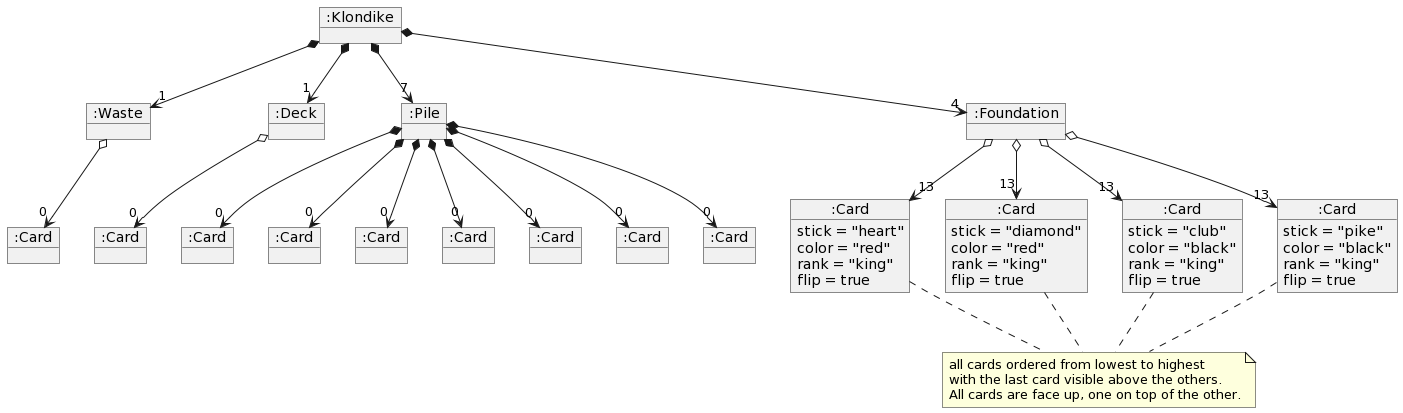 :Klondike
1
1
7
4
:Waste
:Deck
:Pile
:Foundation
0
0
0
0
0
0
0
0
0
13
13
13
13
:Card
:Card
:Card
:Card
:Card
:Card
:Card
:Card
:Card
:Card
stick = "heart"
color = "red"
rank = "king"
flip = true
:Card
stick = "diamond"
color = "red"
rank = "king"
flip = true
:Card
stick = "club"
color = "black"
rank = "king"
flip = true
:Card
stick = "pike"
color = "black"
rank = "king"
flip = true
all cards ordered from lowest to highest
with the last card visible above the others.
All cards are face up, one on top of the other.